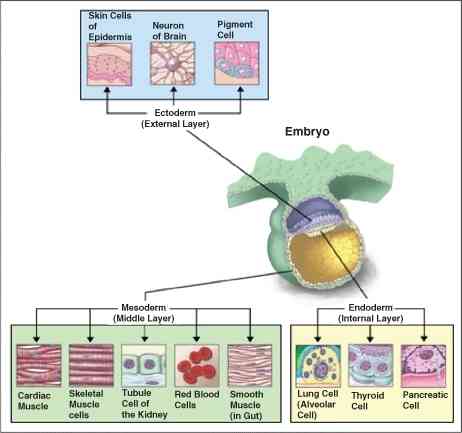 Skin Cells
of
Epidermis
Neuron
of Brain
Pigment
Cell
Ectoderm
(External Layer)
Embryo
Mesoderm
(Middle Layer)
Endoderm
(Internal Layer)
Cardiac
Muscle
Skeletal
Muscle
cells
Tubule
Cell of
the Kidney
Red Blood
Cells
Smooth
Muscle
(in Gut)
Lung Cell
(Alveolar
Cell)
Thyroid
Cell
Pancreatic
Cell